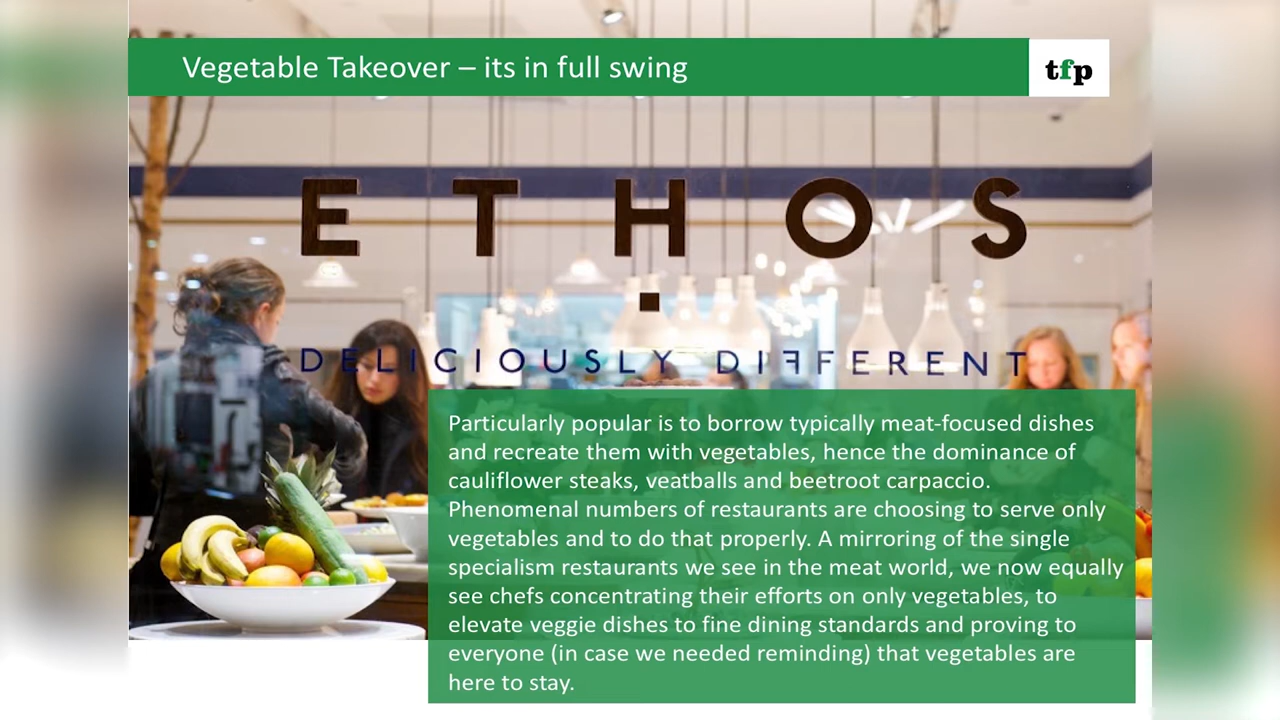 Vegetable Takeover – its in full swing
tfp
ETHOS
DELICIOUSLY DIFFERENT
Particularly popular is to borrow typically meat-focused dishes
and recreate them with vegetables, hence the dominance of
cauliflower steaks, veatballs and beetroot carpaccio.
Phenomenal numbers of restaurants are choosing to serve only
vegetables and to do that properly. A mirroring of the single
specialism restaurants we see in the meat world, we now equally
see chefs concentrating their efforts on only vegetables, to
elevate veggie dishes to fine dining standards and proving to
everyone (in case we needed reminding) that vegetables are
here to stay.